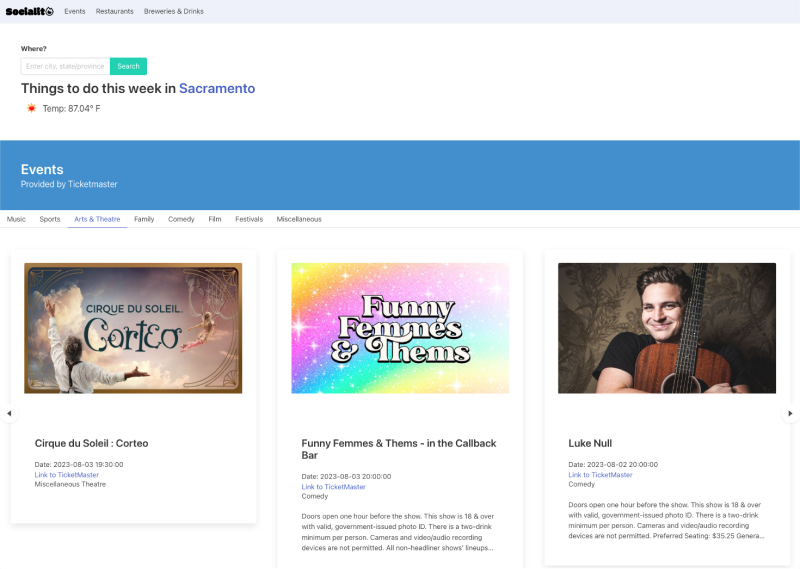 Socialit
Events Restaurants Breweries & Drinks
Where?
Enter city, state/province
Search
Things to do this week in Sacramento
Temp: 87.04° F
Events
Provided by Ticketmaster
Music Sports Arts & Theatre Family Comedy Film Festivals Miscellaneous
CIRQUE DU SOLEIL
Corteo
Cirque du Soleil : Corteo
Date: 2023-08-03 19:30:00
Link to TicketMaster
Miscellaneous Theatre
Funny
Femmes
& Thems
Funny Femmes & Thems - in the Callback
Bar
Date: 2023-08-03 20:00:00
Link to TicketMaster
Comedy
Doors open one hour before the show. This show is 18 & over
with valid, government-issued photo ID. There is a two-drink
minimum per person. Cameras and video/audio recording
devices are not permitted. All non-headliner shows' lineups...
Luke Null
Date: 2023-08-02 20:00:00
Link to TicketMaster
Comedy
Doors open one hour before the show. This show is 18 & over
with valid, government-issued photo ID. There is a two-drink
minimum per person. Cameras and video/audio recording
devices are not permitted. Preferred Seating: $35.25 Genera...